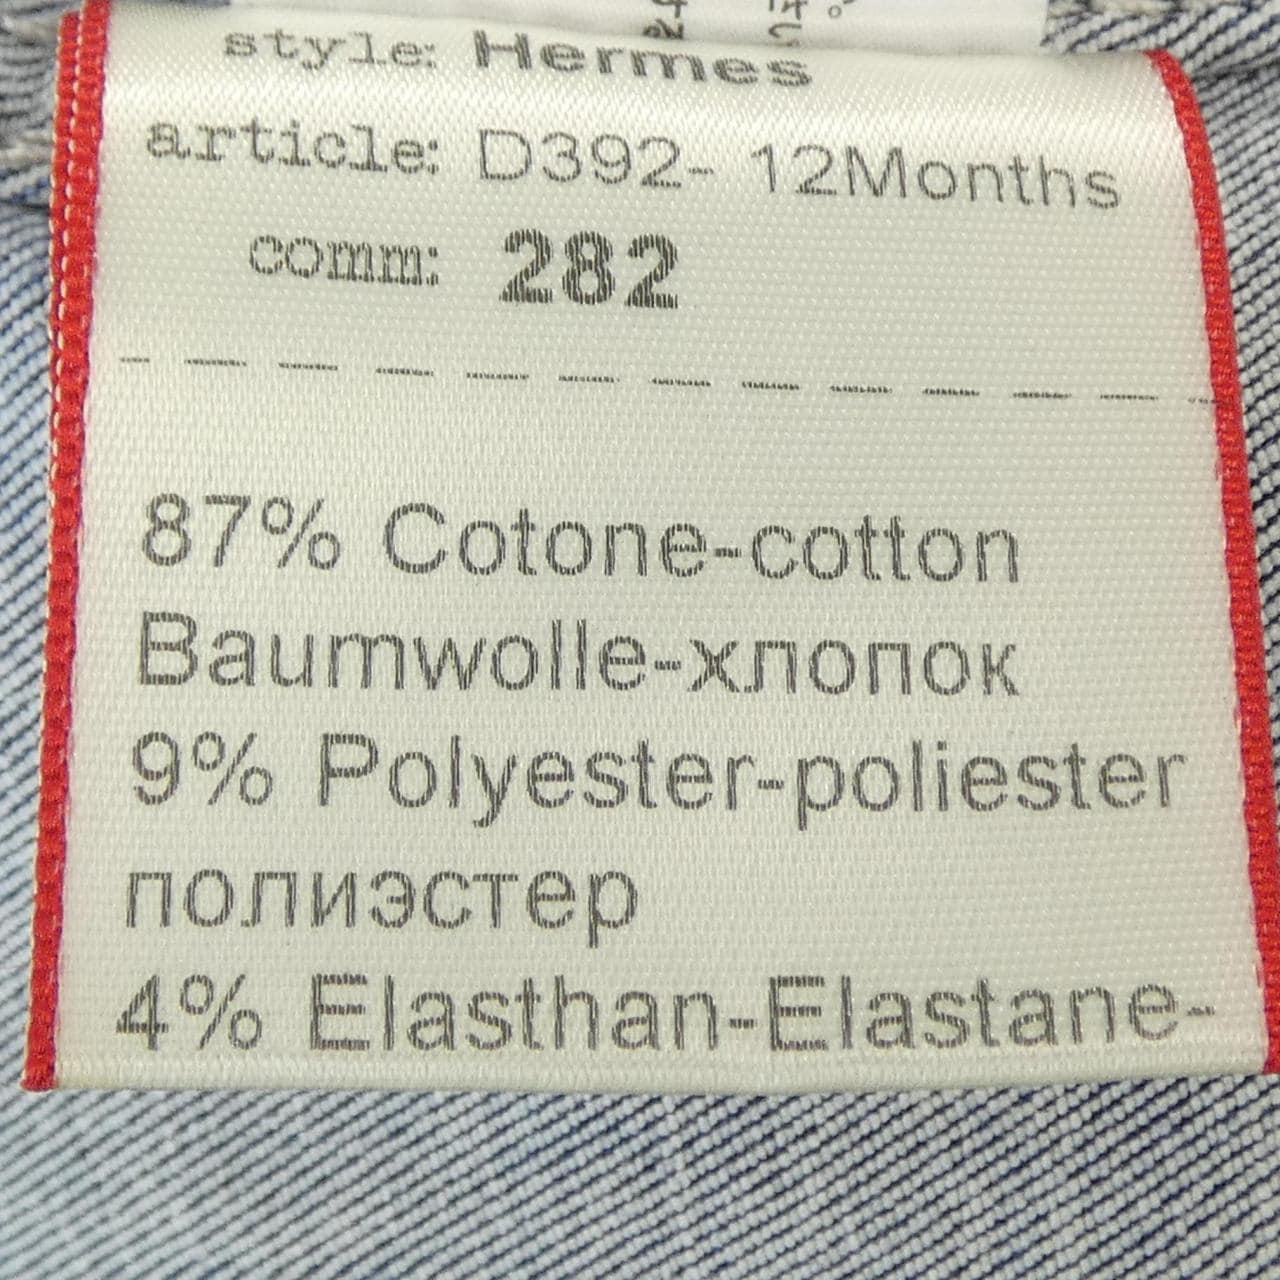 style: Hermes
article: D392- 12Months
comm: 282
87% Cotone-cotton
Baumwolle-хлопок
9% Polyester-poliester
полиэстер
4% Elasthan-Elastane-